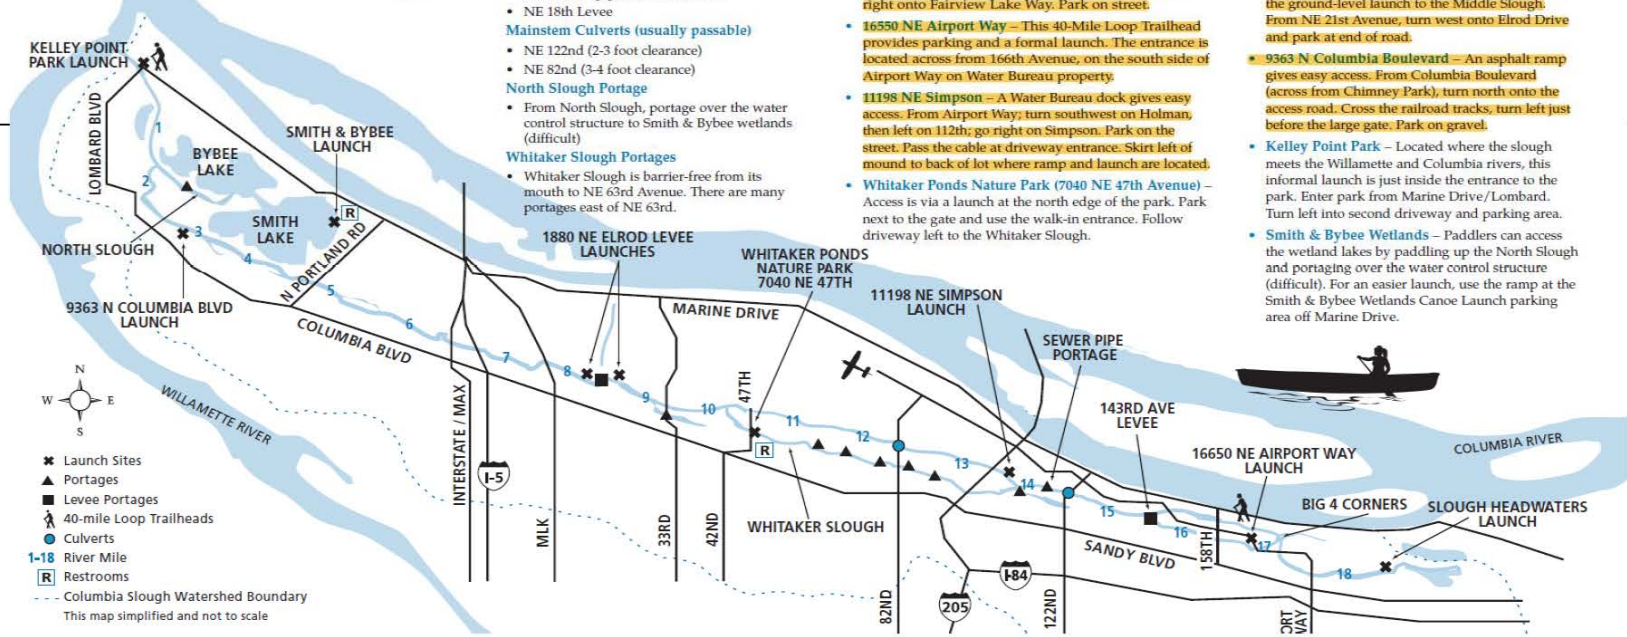 • NE 18th Levee
Mainstem Culverts (usually passable)
• NE 122nd (2-3 foot clearance)
• NE 82nd (3-4 foot clearance)
North Slough Portage
• From North Slough, portage over the water
control structure to Smith & Bybee wetlands
(difficult)
Whitaker Slough Portages
• Whitaker Slough is barrier-free from its
mouth to NE 63rd Avenue. There are many
portages east of NE 63rd.
right onto Fairview Lake Way. Park on street.
• 16550 NE Airport Way – This 40-Mile Loop Trailhead
provides parking and a formal launch. The entrance is
located across from 166th Avenue, on the south side of
Airport Way on Water Bureau property.
• 11198 NE Simpson – A Water Bureau dock gives easy
access. From Airport Way; turn southwest on Holman,
then left on 112th; go right on Simpson. Park on the
street. Pass the cable at driveway entrance. Skirt left of
mound to back of lot where ramp and launch are located.
• Whitaker Ponds Nature Park (7040 NE 47th Avenue) –
Access is via a launch at the north edge of the park. Park
next to the gate and use the walk-in entrance. Follow
driveway left to the Whitaker Slough.
the ground-level launch to the Middle Slough.
From NE 21st Avenue, turn west onto Elrod Drive
and park at end of road.
• 9363 N Columbia Boulevard – An asphalt ramp
gives easy access. From Columbia Boulevard
(across from Chimney Park), turn north onto the
access road. Cross the railroad tracks, turn left just
before the large gate. Park on gravel.
• Kelley Point Park – Located where the slough
meets the Willamette and Columbia rivers, this
informal launch is just inside the entrance to the
park. Enter park from Marine Drive/Lombard.
Turn left into second driveway and parking area.
• Smith & Bybee Wetlands – Paddlers can access
the wetland lakes by paddling up the North Slough
and portaging over the water control structure
(difficult). For an easier launch, use the ramp at the
Smith & Bybee Wetlands Canoe Launch parking
area off Marine Drive.
KELLEY POINT
PARK LAUNCH
LOMBARD BLVD
1
2
3
4
5
6
7
8
9
10
11
12
13
14
15
16
17
18
BYBEE
LAKE
SMITH & BYBEE
LAUNCH
R
SMITH
LAKE
NORTH SLOUGH
N PORTLAND RD
9363 N COLUMBIA BLVD
LAUNCH
COLUMBIA BLVD
1880 NE ELROD LEVEE
LAUNCHES
MARINE DRIVE
WHITAKER PONDS
NATURE PARK
7040 NE 47TH
11198 NE SIMPSON
LAUNCH
SEWER PIPE
PORTAGE
143RD AVE
LEVEE
16650 NE AIRPORT WAY
LAUNCH
BIG 4 CORNERS
SLOUGH HEADWATERS
LAUNCH
COLUMBIA RIVER
WILLAMETTE RIVER
INTERSTATE / MAX
I-5
MLK
33RD
42ND
47TH
R
WHITAKER SLOUGH
82ND
205
I-84
122ND
SANDY BLVD
158TH
N
W E
S
Launch Sites
Portages
Levee Portages
40-mile Loop Trailheads
Culverts
1-18 River Mile
R Restrooms
Columbia Slough Watershed Boundary
This map simplified and not to scale